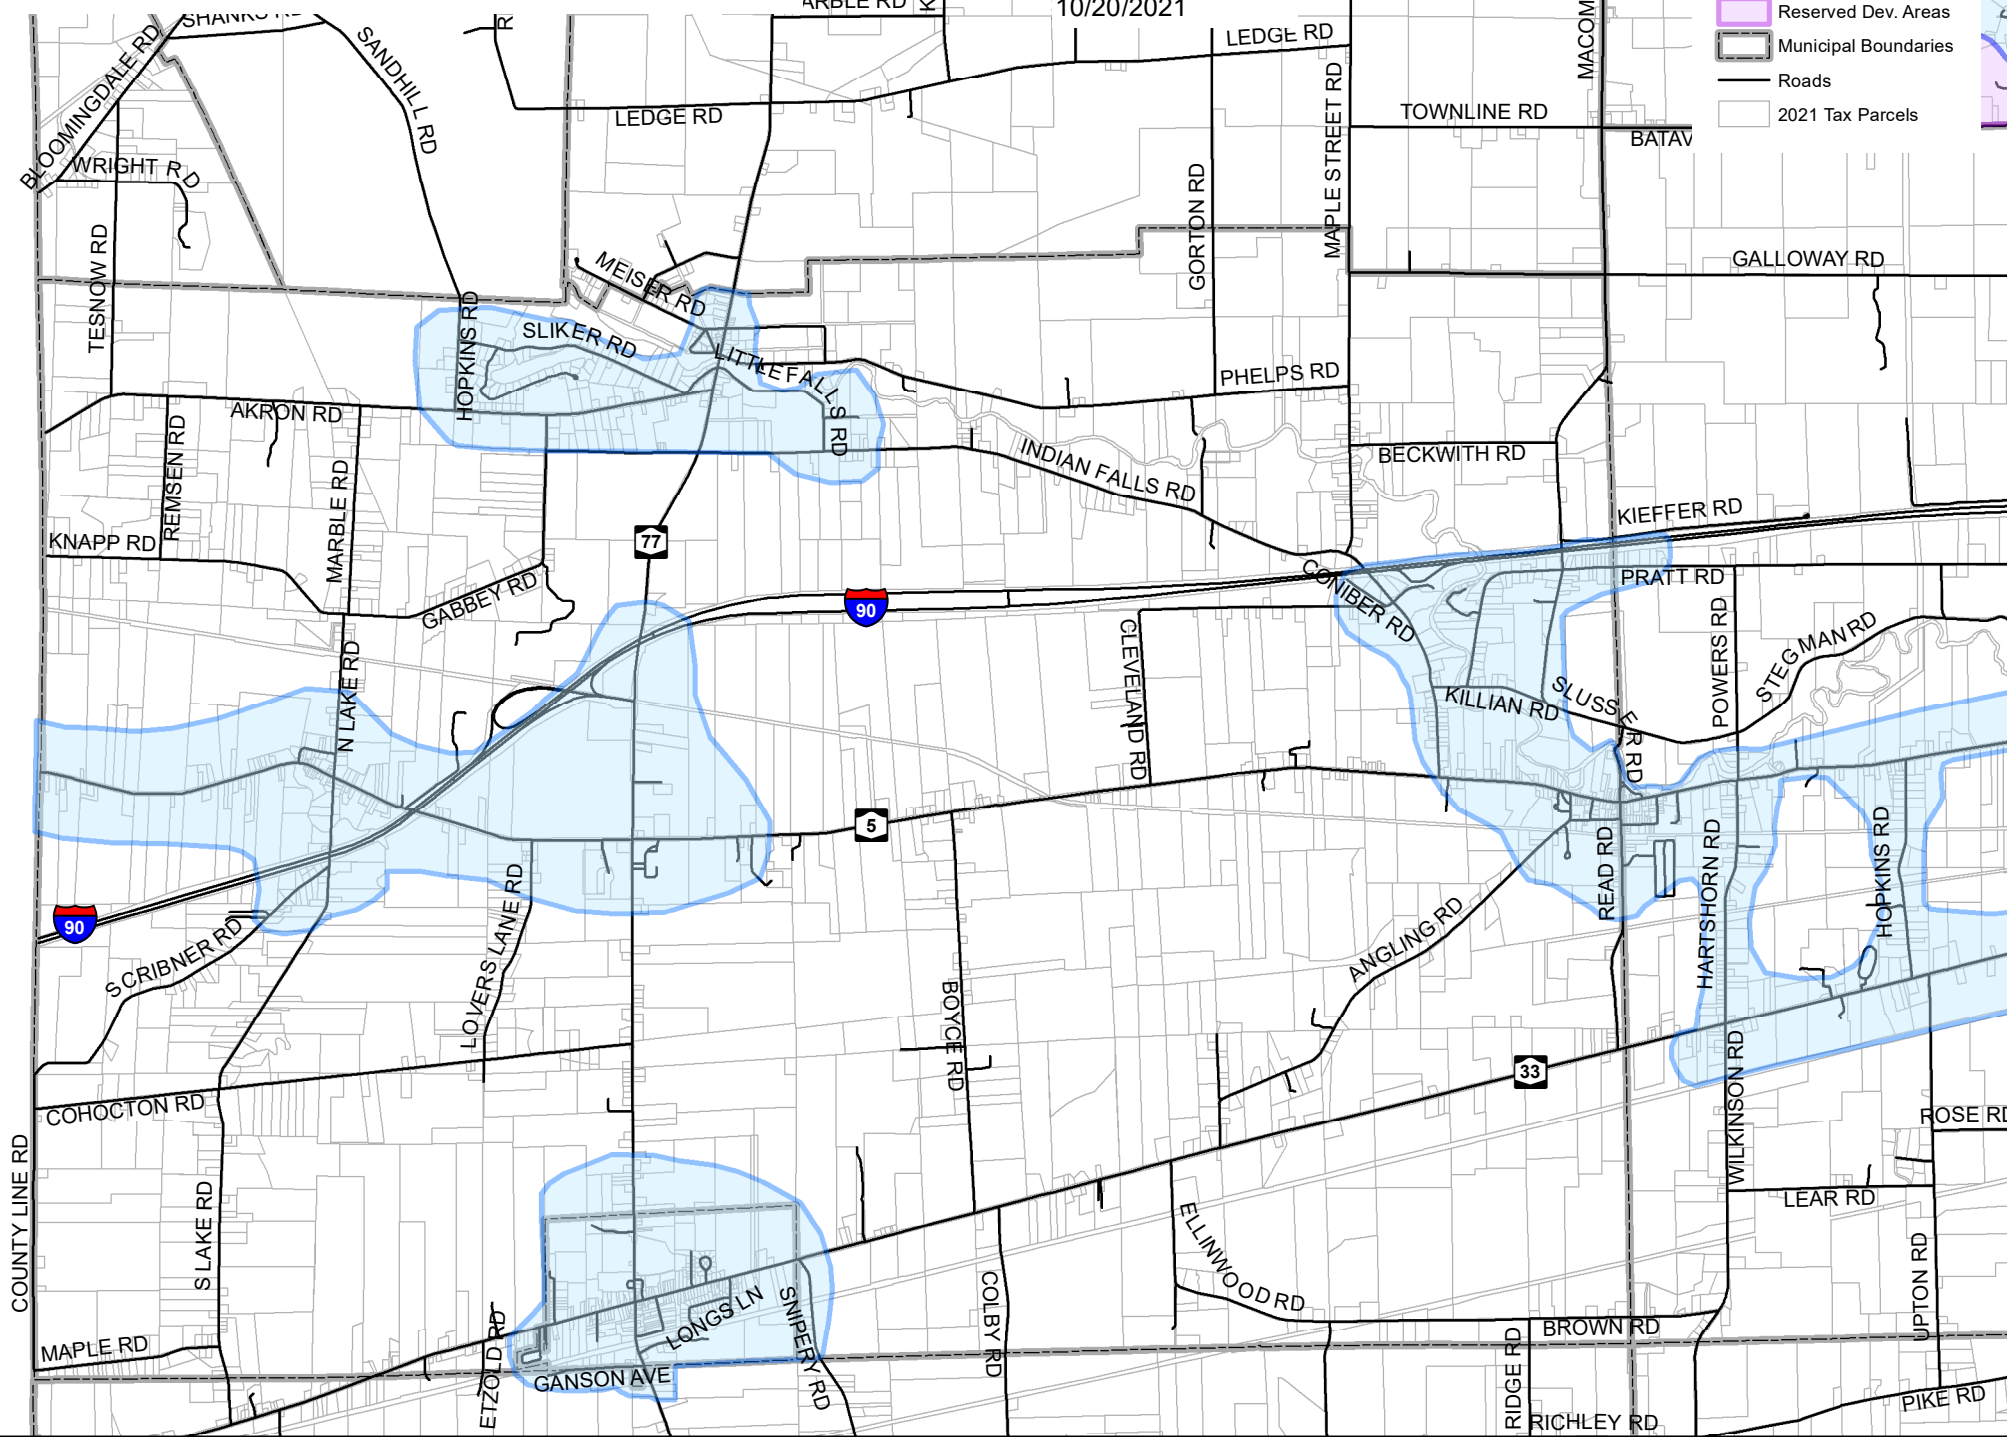 SHANKS RD
R
ARBLE RD
K
10/20/2021
MACOM
Reserved Dev. Areas
Municipal Boundaries
Roads
2021 Tax Parcels
BLOOMINGDALE RD
SANDHILL RD
LEDGE RD
LEDGE RD
MAPLE STREET RD
TOWNLINE RD
BATAV
WRIGHT RD
TESNOW RD
GORTON RD
GALLOWAY RD
MEISER RD
HOPKINS RD
SLIKER RD
LITTLE FALLS RD
PHELPS RD
AKRON RD
REMSEN RD
MARBLE RD
INDIAN FALLS RD
BECKWITH RD
KIEFFER RD
KNAPP RD
77
GABBEY RD
90
CONIBER RD
PRATT RD
CLEVELAND RD
POWERS RD
STEGMAN RD
N LAKE RD
KILLIAN RD
SLUSSER RD
5
READ RD
HARTSHORN RD
HOPKINS RD
90
SCRIBNER RD
LOVERS LANE RD
ANGLING RD
BOYCE RD
33
COHOCTON RD
WILKINSON RD
ROSE RD
COUNTY LINE RD
S LAKE RD
LEAR RD
ELLINWOOD RD
UPTON RD
COLBY RD
LONGS LN
SNIPERY RD
MAPLE RD
ETZOLD RD
GANSON AVE
BROWN RD
RIDGE RD
RICHLEY RD
PIKE RD